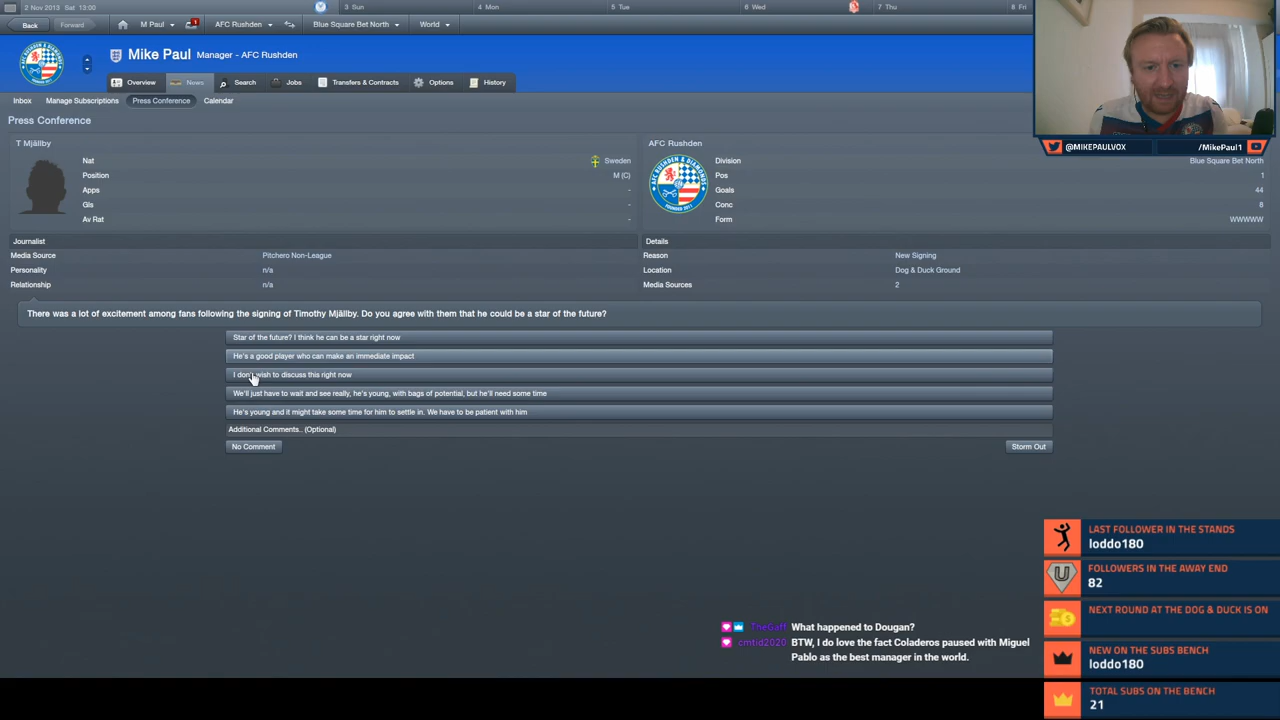 2 Nov 2013 Sat 13:00
3 Sun
4 Mon
5 Tue
6 Wed
7 Thu
8 Fri
Back
Forward
M Paul
AFC Rushden
Blue Square Bet North
World
Mike Paul Manager - AFC Rushden
Overview
News
Search
Jobs
Transfers & Contracts
Options
History
Inbox
Manage Subscriptions
Press Conference
Calendar
@MIKEPAULVOX
/MikePaul1
Press Conference
T Mjällby
Nat
Sweden
Position
M (C)
Apps
-
Gls
-
Av Rat
-
AFC Rushden
Division
Blue Square Bet North
Pos
1
Goals
44
Conc
8
Form
WWWWW
AFC RUSHDEN & DIAMONDS
Journalist
Media Source
Pitchero Non-League
Personality
n/a
Relationship
n/a
Details
Reason
New Signing
Location
Dog & Duck Ground
Media Sources
2
There was a lot of excitement among fans following the signing of Timothy Mjällby. Do you agree with them that he could be a star of the future?
Star of the future? I think he can be a star right now
He's a good player who can make an immediate impact
I don't wish to discuss this right now
We'll just have to wait and see really, he's young, with bags of potential, but he'll need some time
He's young and it might take some time for him to settle in. We have to be patient with him
Additional Comments.. (Optional)
No Comment
Storm Out
TheGaff What happened to Dougan?
cmtid2020 BTW, I do love the fact Coladeros paused with Miguel
Pablo as the best manager in the world.
LAST FOLLOWER IN THE STANDS
loddo180
FOLLOWERS IN THE AWAY END
82
NEXT ROUND AT THE DOG & DUCK IS ON
NEW ON THE SUBS BENCH
loddo180
TOTAL SUBS ON THE BENCH
21